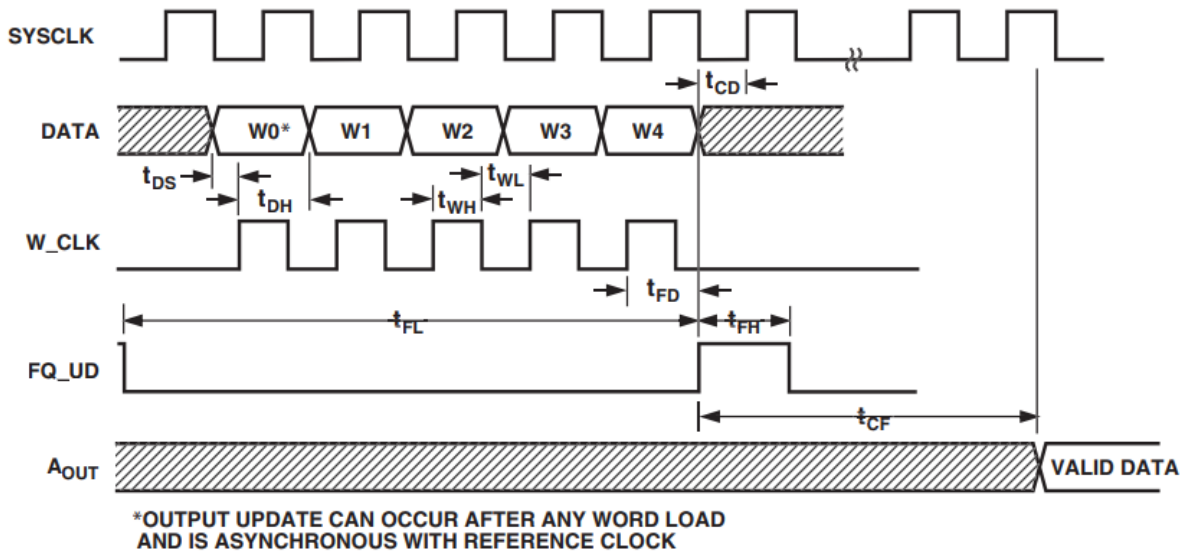 SYSCLK
tCD
DATA
W0* W1 W2 W3 W4
tDS
tDH
tWH
tWL
W_CLK
tFD
tFL
tFH
FQ_UD
tCF
AOUT
VALID DATA
*OUTPUT UPDATE CAN OCCUR AFTER ANY WORD LOAD
AND IS ASYNCHRONOUS WITH REFERENCE CLOCK